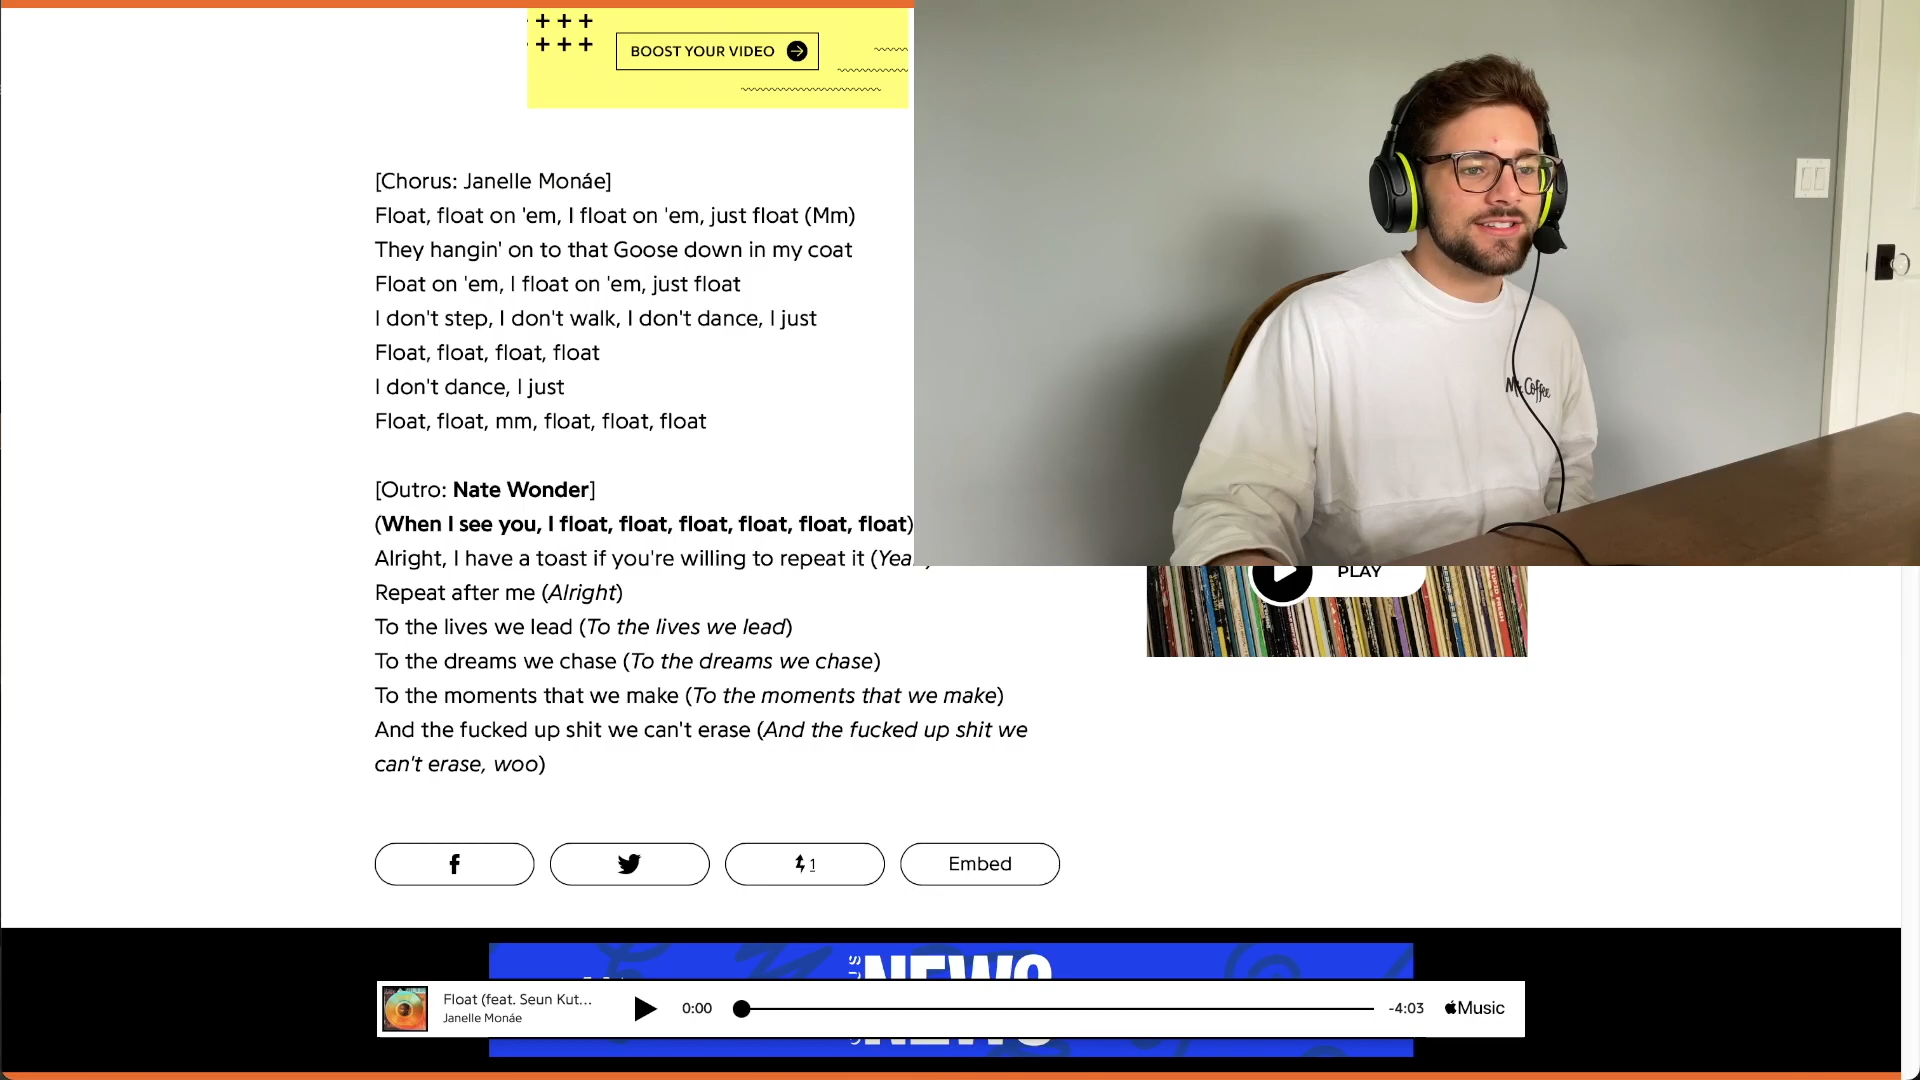 BOOST YOUR VIDEO
[Chorus: Janelle Monáe]
Float, float on 'em, I float on 'em, just float (Mm)
They hangin' on to that Goose down in my coat
Float on 'em, I float on 'em, just float
I don't step, I don't walk, I don't dance, I just
Float, float, float, float
I don't dance, I just
Float, float, mm, float, float, float
Mr. Coffee
[Outro: Nate Wonder]
(When I see you, I float, float, float, float, float, float)
Alright, I have a toast if you're willing to repeat it (
Repeat after me (Alright)
To the lives we lead (To the lives we lead)
To the dreams we chase (To the dreams we chase)
To the moments that we make (To the moments that we make)
And the fucked up shit we can't erase (And the fucked up shit we
can't erase, woo)
PLAY
1
Embed
NEWS
Float (feat. Seun Kut...
Janelle Monáe
0:00
-4:03
Music